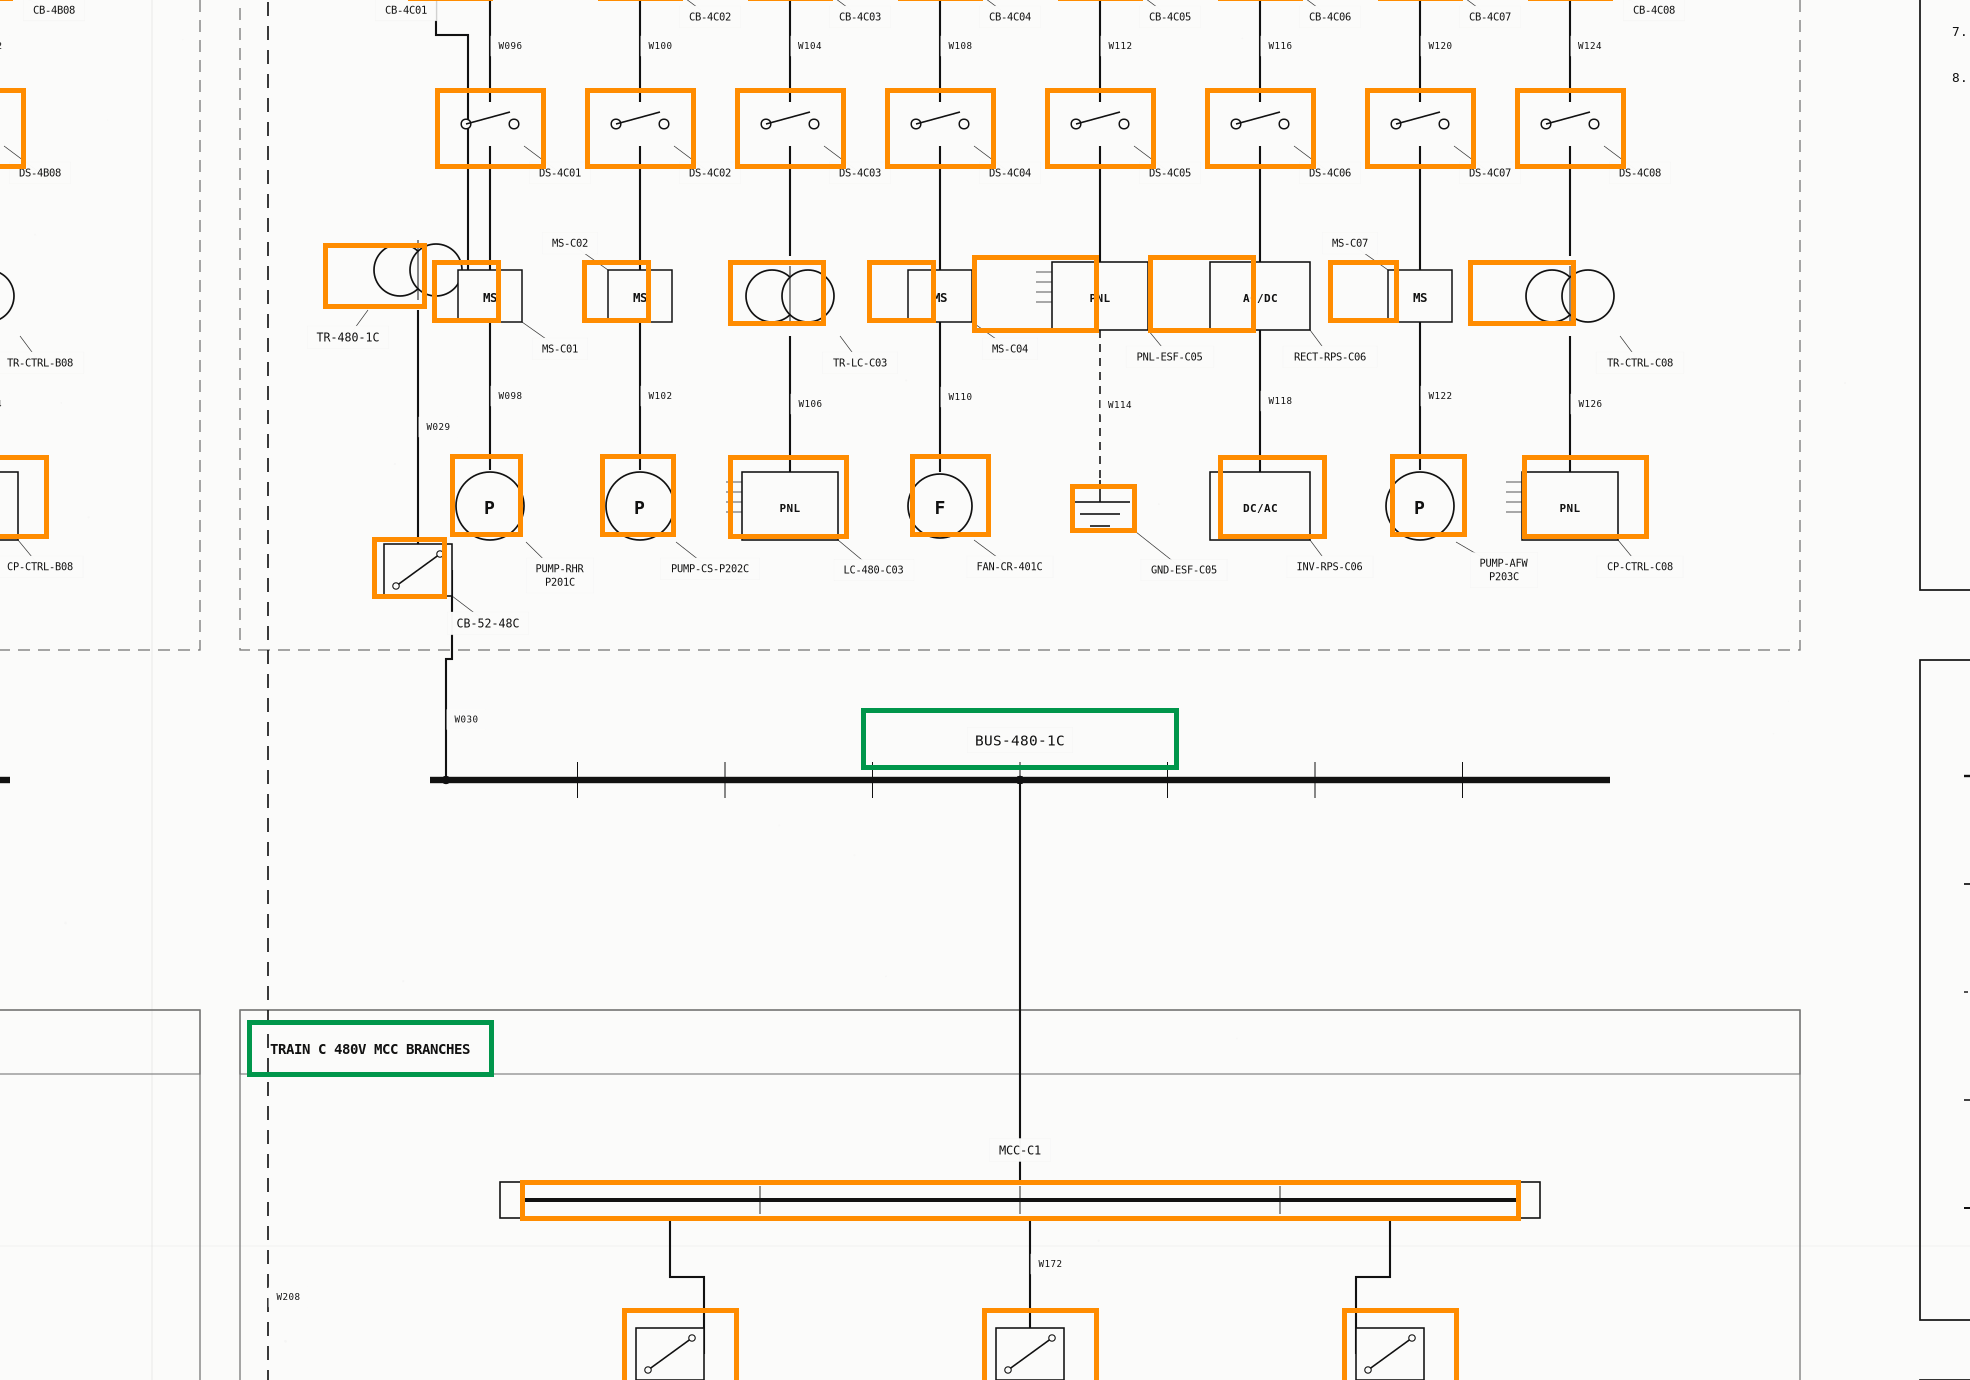 CB-4B08
CB-4C01
CB-4C02
CB-4C03
CB-4C04
CB-4C05
CB-4C06
CB-4C07
CB-4C08
7.
W096
W100
W104
W108
W112
W116
W120
W124
8.
DS-4B08
DS-4C01
DS-4C02
DS-4C03
DS-4C04
DS-4C05
DS-4C06
DS-4C07
DS-4C08
MS-C02
MS-C07
MS
MS
MS
PNL
AC/DC
MS
TR-480-1C
MS-C01
MS-C04
PNL-ESF-C05
RECT-RPS-C06
TR-CTRL-B08
TR-LC-C03
TR-CTRL-C08
W098
W102
W106
W110
W114
W118
W122
W126
W029
P
P
PNL
F
DC/AC
P
PNL
CP-CTRL-B08
PUMP-RHR
P201C
PUMP-CS-P202C
LC-480-C03
FAN-CR-401C
GND-ESF-C05
INV-RPS-C06
PUMP-AFW
P203C
CP-CTRL-C08
CB-52-48C
W030
BUS-480-1C
TRAIN C 480V MCC BRANCHES
MCC-C1
W172
W208